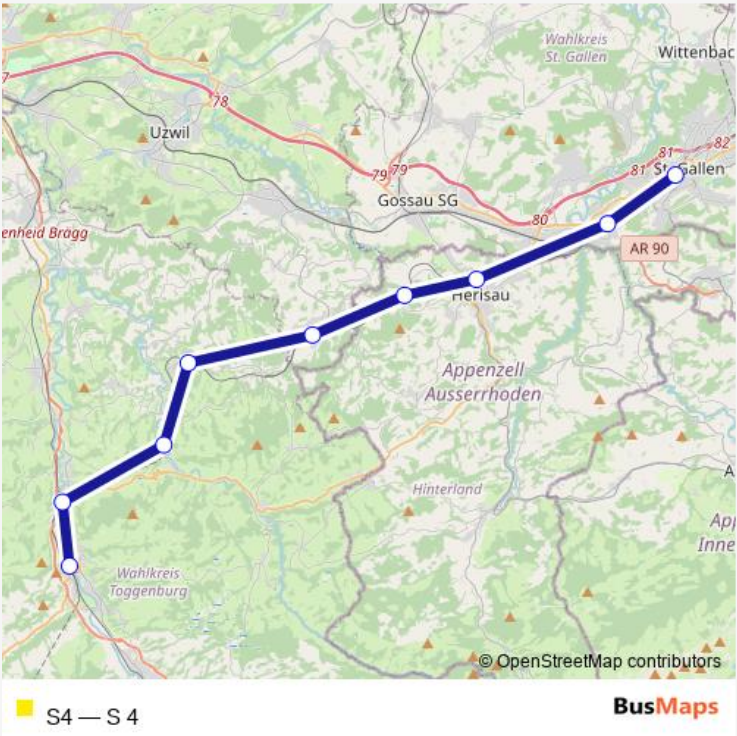 Wahlkreis
St. Gallen
Wittenbac
7
78
Uzwil
81
82
79
79
81
St. Gallen
Gossau SG
80
enheid Bragg
AR 90
Herisau
Appenzell
Ausserrhoden
A
Hinterland
App
Inne
Wahlkreis
Toggenburg
© OpenStreetMap contributors
S4 — S 4
BusMaps